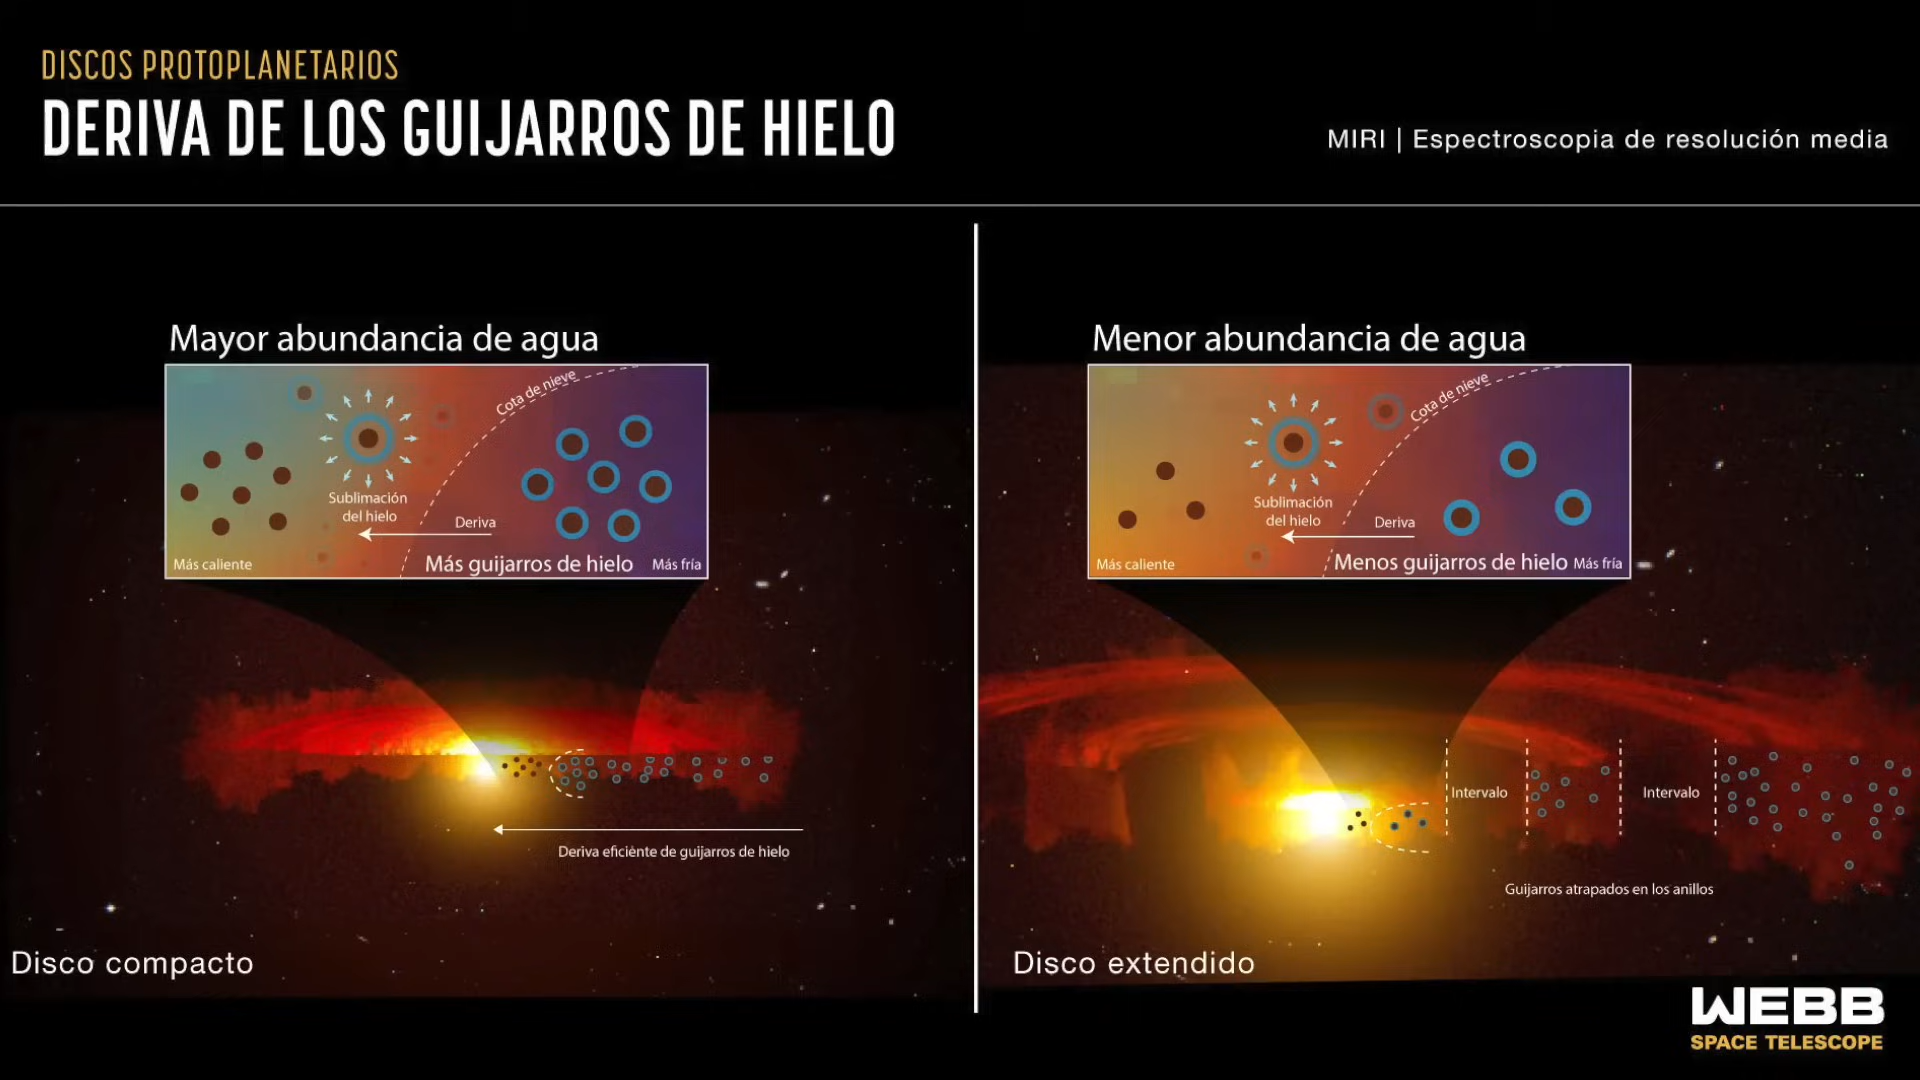 DISCOS PROTOPLANETARIOS
DERIVA DE LOS GUIJARROS DE HIELO
MIRI | Espectroscopia de resolución media
Mayor abundancia de agua
Cota de nieve
Sublimación
del hielo
Deriva
Más caliente
Más guijarros de hielo
Más fría
Deriva eficiente de guijarros de hielo
Disco compacto
Menor abundancia de agua
Cota de nieve
Sublimación
del hielo
Deriva
Más caliente
Menos guijarros de hielo
Más fría
Intervalo
Intervalo
Guijarros atrapados en los anillos
Disco extendido
WEBB
SPACE TELESCOPE